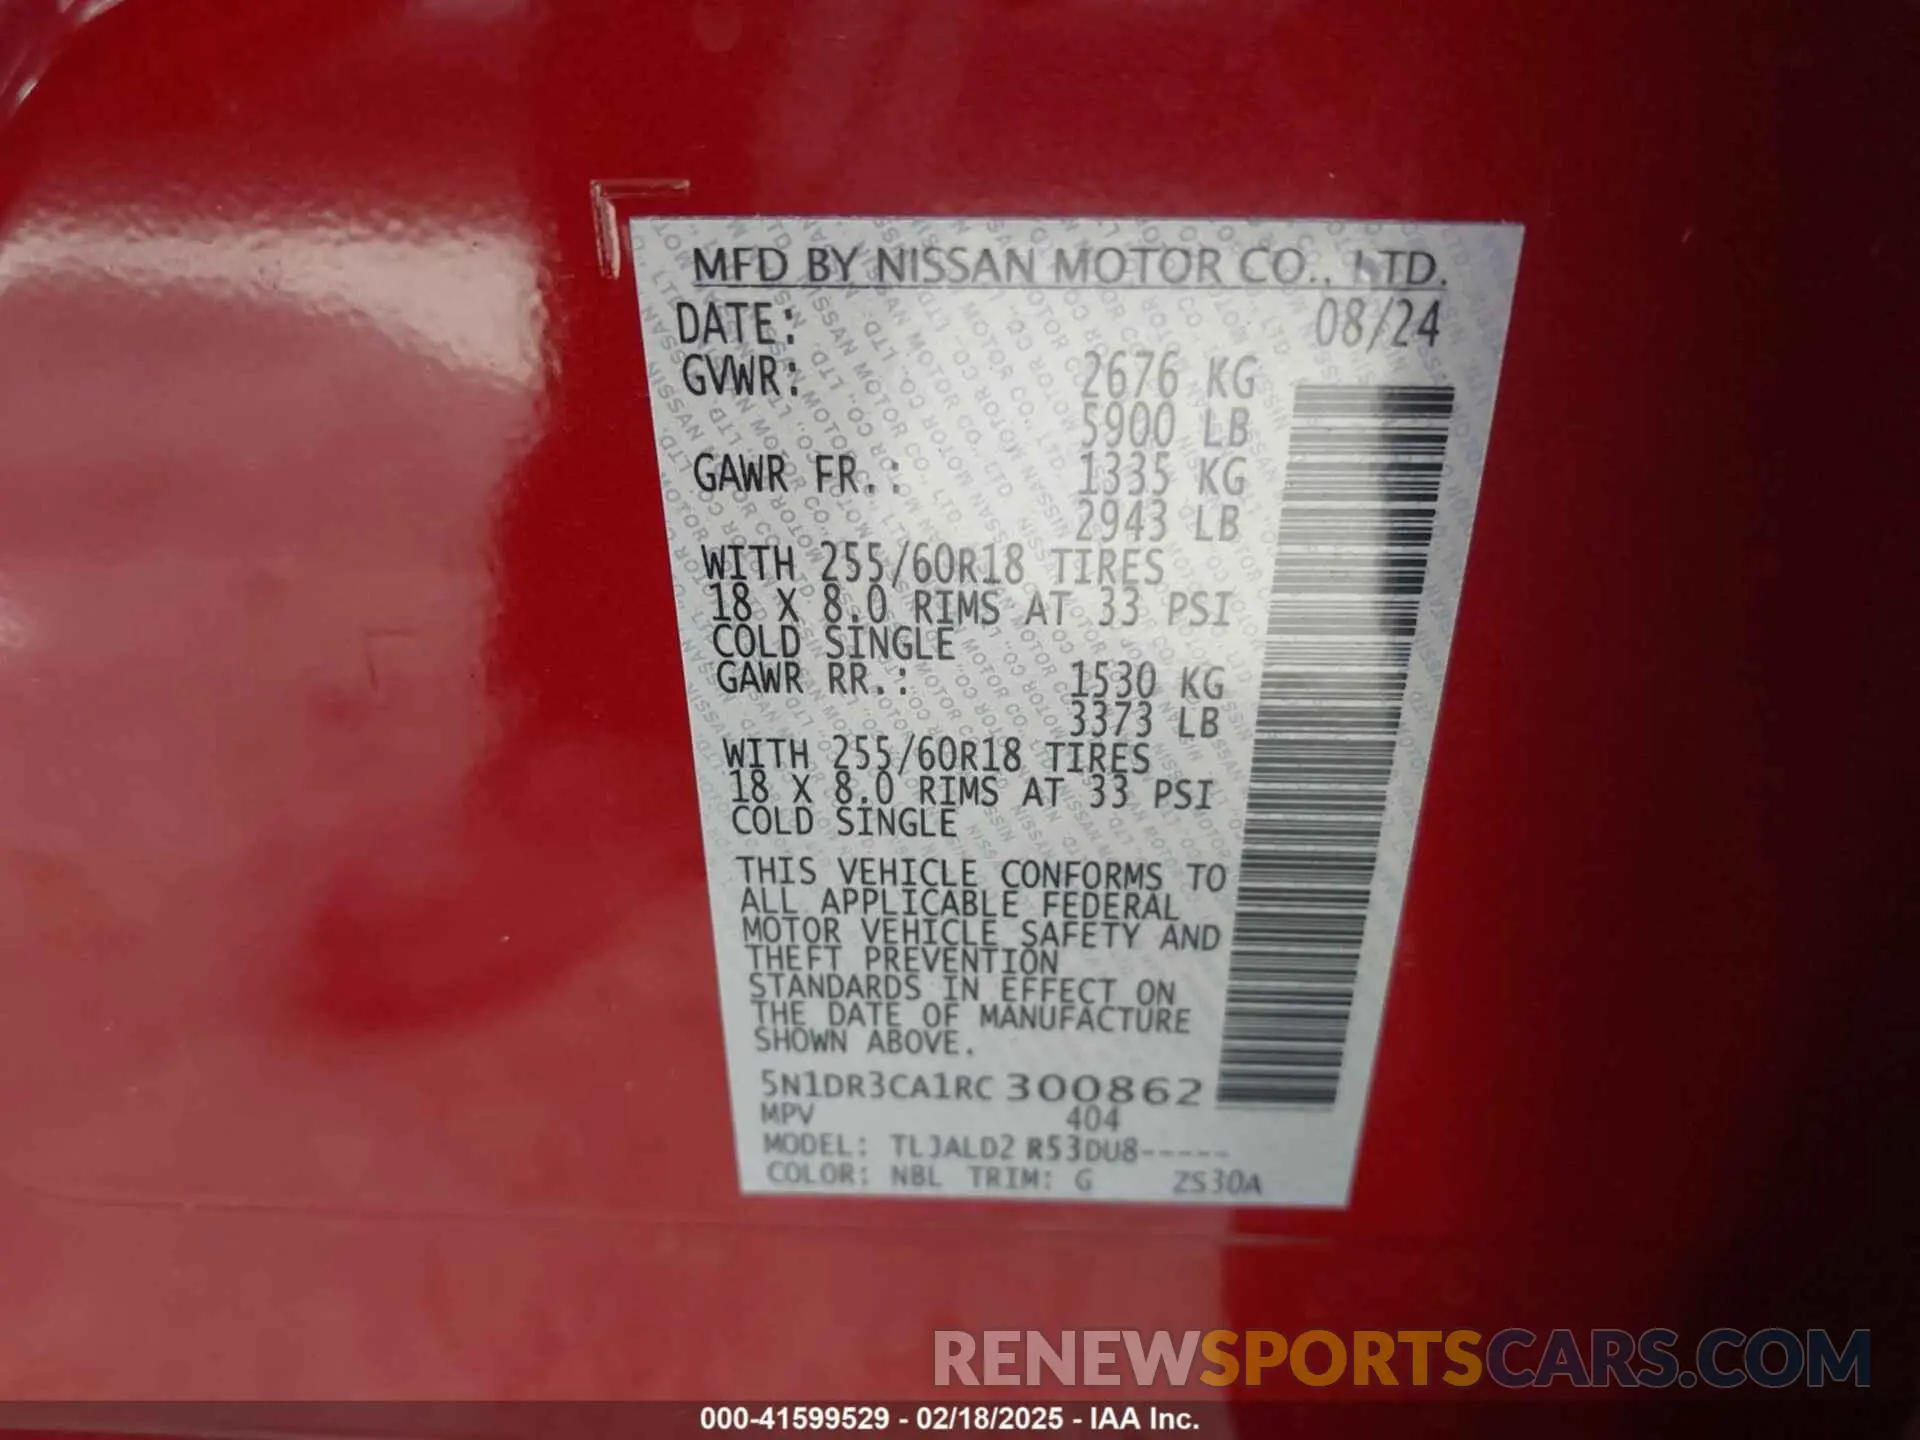 MFD BY NISSAN MOTOR CO., LTD.
DATE: 08/24
GVWR: 2676 KG
5900 LB
GAWR FR.: 1335 KG
2943 LB
WITH 255/60R18 TIRES
18 X 8.0 RIMS AT 33 PSI
COLD SINGLE
GAWR RR.: 1530 KG
3373 LB
WITH 255/60R18 TIRES
18 X 8.0 RIMS AT 33 PSI
COLD SINGLE
THIS VEHICLE CONFORMS TO
ALL APPLICABLE FEDERAL
MOTOR VEHICLE SAFETY AND
THEFT PREVENTION
STANDARDS IN EFFECT ON
THE DATE OF MANUFACTURE
SHOWN ABOVE.
5N1DR3CA1RC300862
MPV 404
MODEL: TLJALD2 R53DU8-----
COLOR: NBL TRIM: G ZS30A
RENEWSPORTSCARS.COM
000-41599529 - 02/18/2025 - IAA Inc.